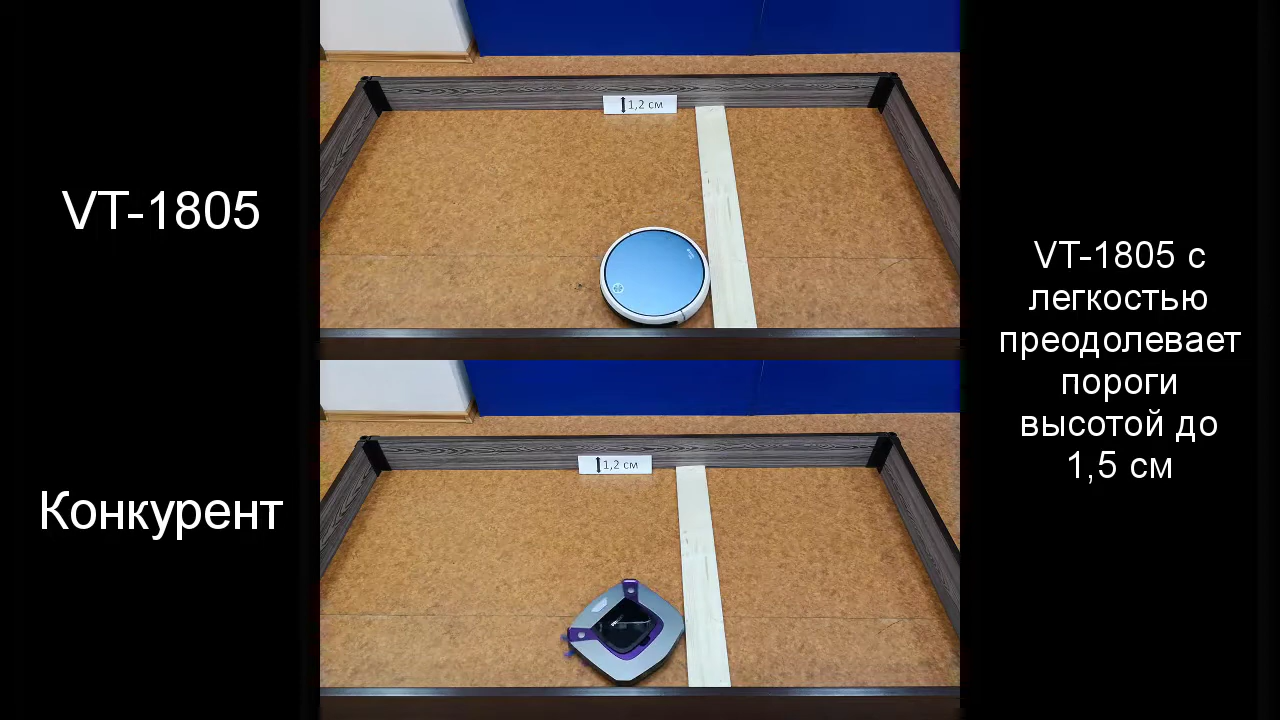 VT-1805
1,2 см
Конкурент
1,2 см
VT-1805 с
легкостью
преодолевает
пороги
высотой до
1,5 см